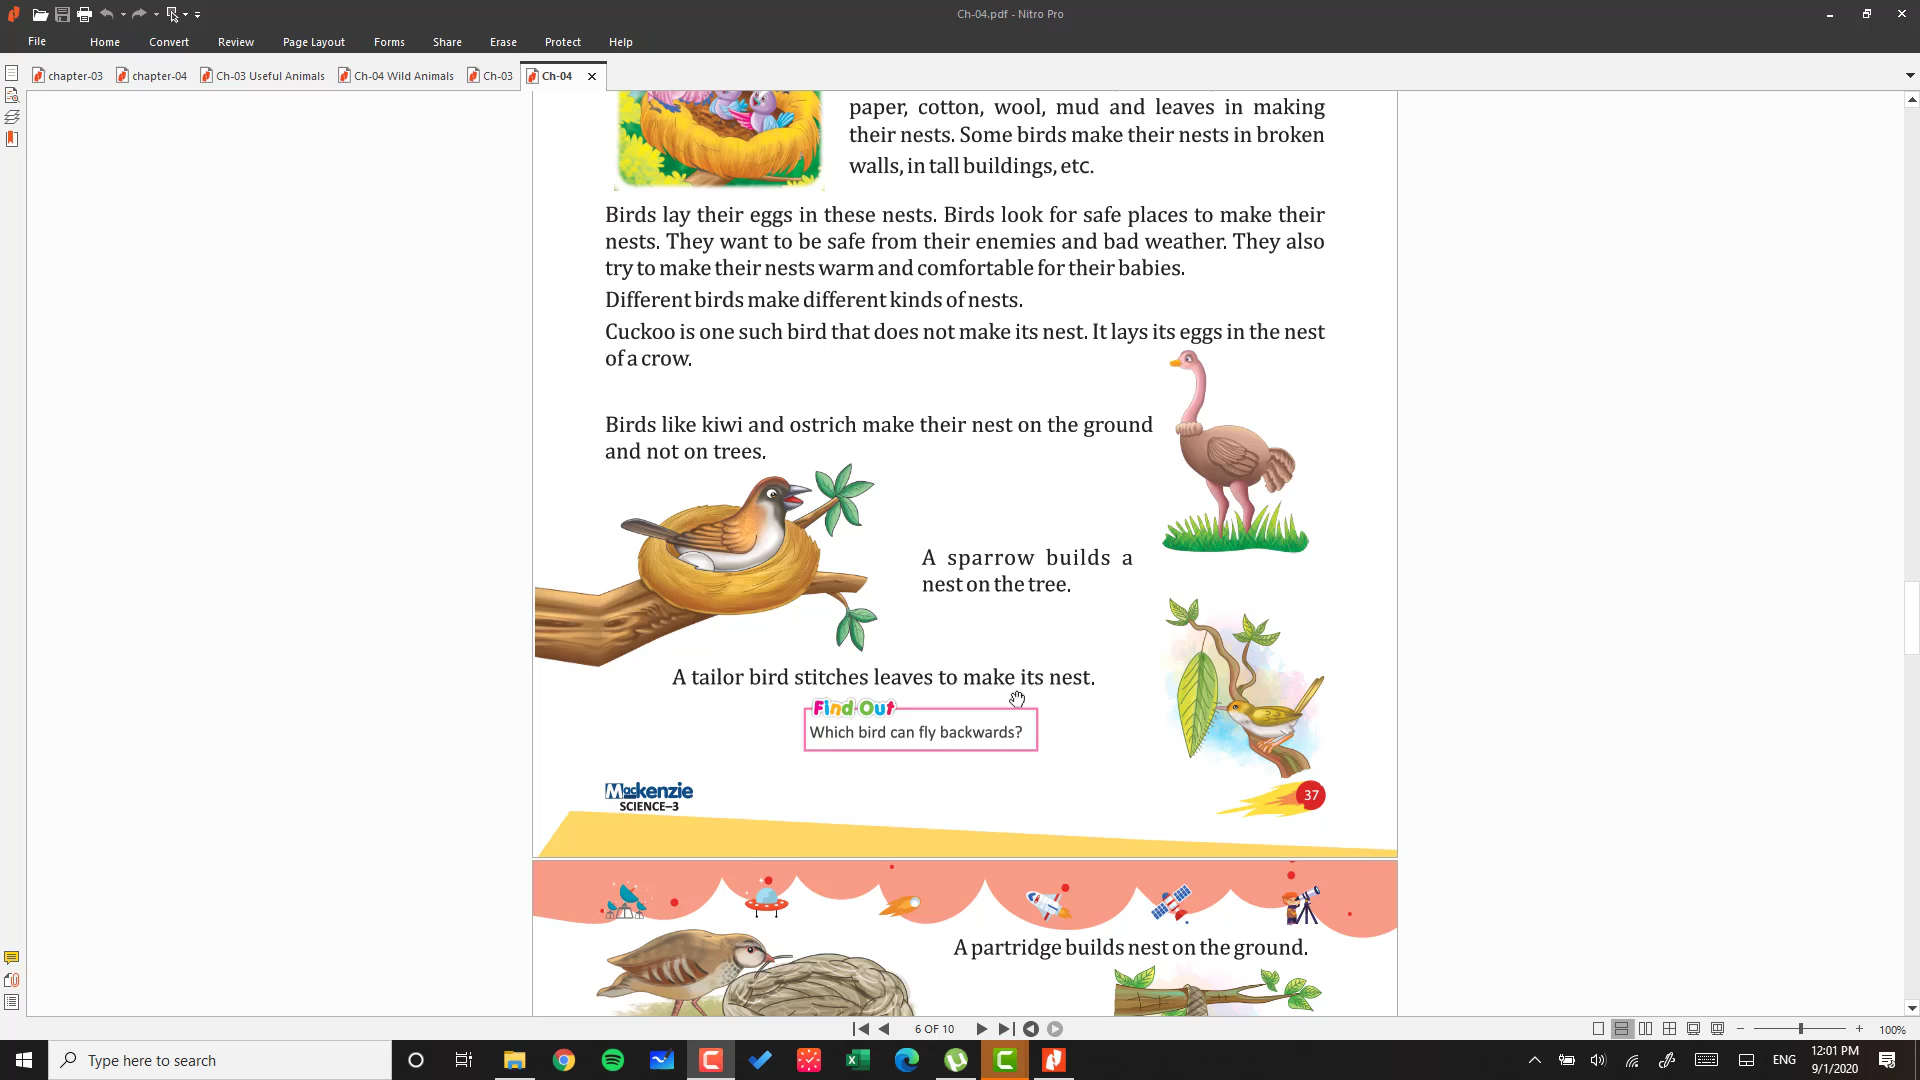 Ch-04.pdf - Nitro Pro
File Home Convert Review Page Layout Forms Share Erase Protect Help
chapter-03 chapter-04 Ch-03 Useful Animals Ch-04 Wild Animals Ch-03 Ch-04
paper, cotton, wool, mud and leaves in making
their nests. Some birds make their nests in broken
walls, in tall buildings, etc.
Birds lay their eggs in these nests. Birds look for safe places to make their
nests. They want to be safe from their enemies and bad weather. They also
try to make their nests warm and comfortable for their babies.
Different birds make different kinds of nests.
Cuckoo is one such bird that does not make its nest. It lays its eggs in the nest
of a crow.
Birds like kiwi and ostrich make their nest on the ground
and not on trees.
A sparrow builds a
nest on the tree.
A tailor bird stitches leaves to make its nest.
Find Out
Which bird can fly backwards?
Mackenzie
SCIENCE–3
37
A partridge builds nest on the ground.
6 OF 10
100%
Type here to search
ENG
12:01 PM
9/1/2020